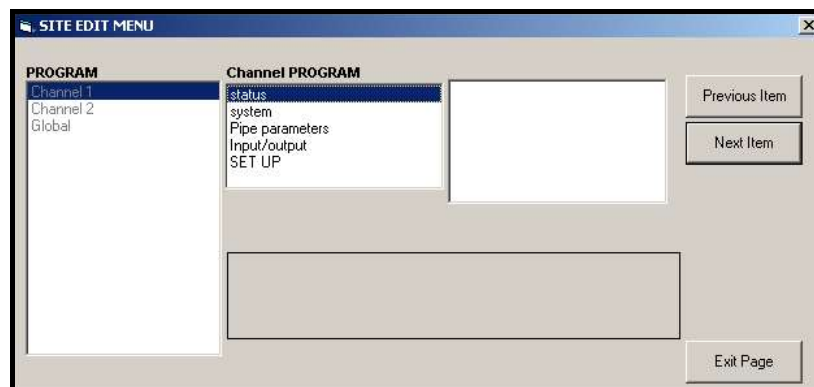 SITE EDIT MENU
PROGRAM
Channel 1
Channel 2
Global
Channel PROGRAM
status
system
Pipe parameters
Input/output
SET UP
Previous Item
Next Item
Exit Page